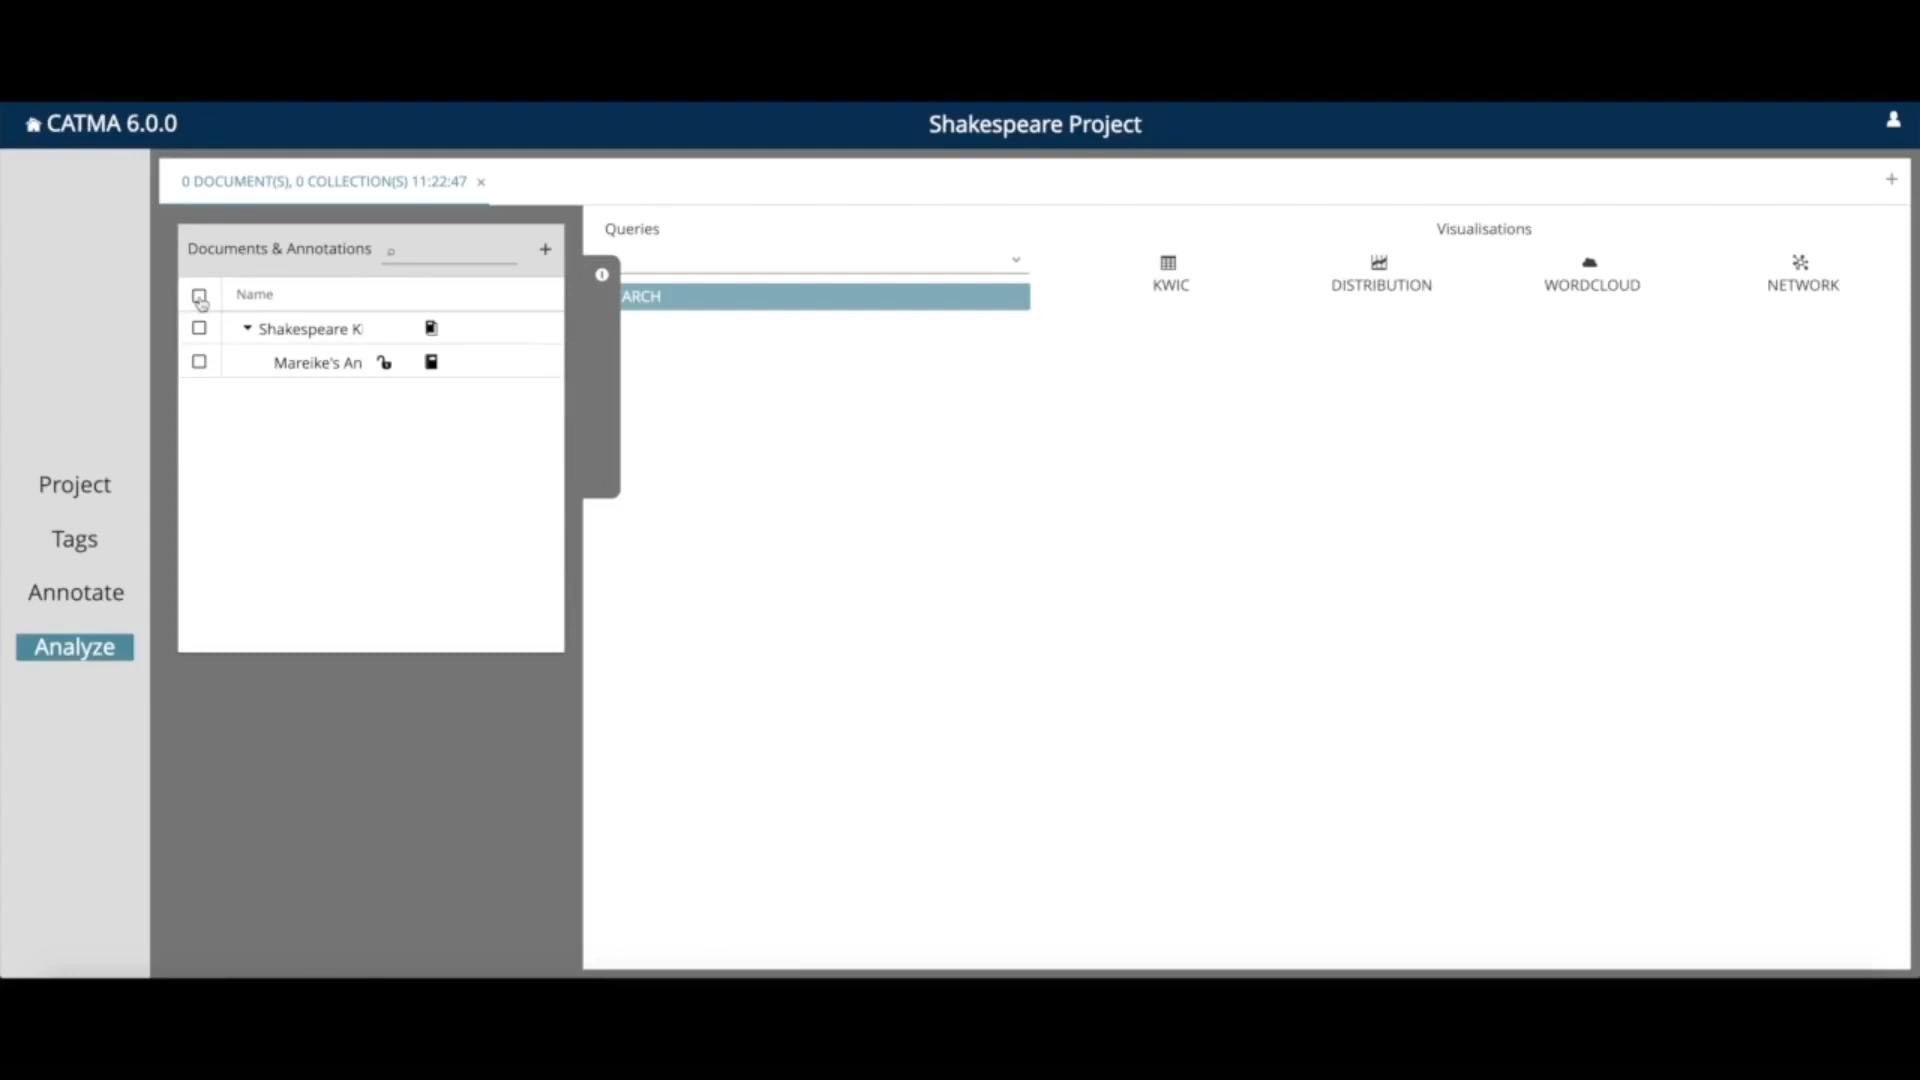 CATMA 6.0.0
Shakespeare Project
0 DOCUMENT(S), 0 COLLECTION(S) 11:22:47
Documents & Annotations
Name
Shakespeare K
Mareike's An
Project
Tags
Annotate
Analyze
Queries
ARCH
Visualisations
KWIC
DISTRIBUTION
WORDCLOUD
NETWORK